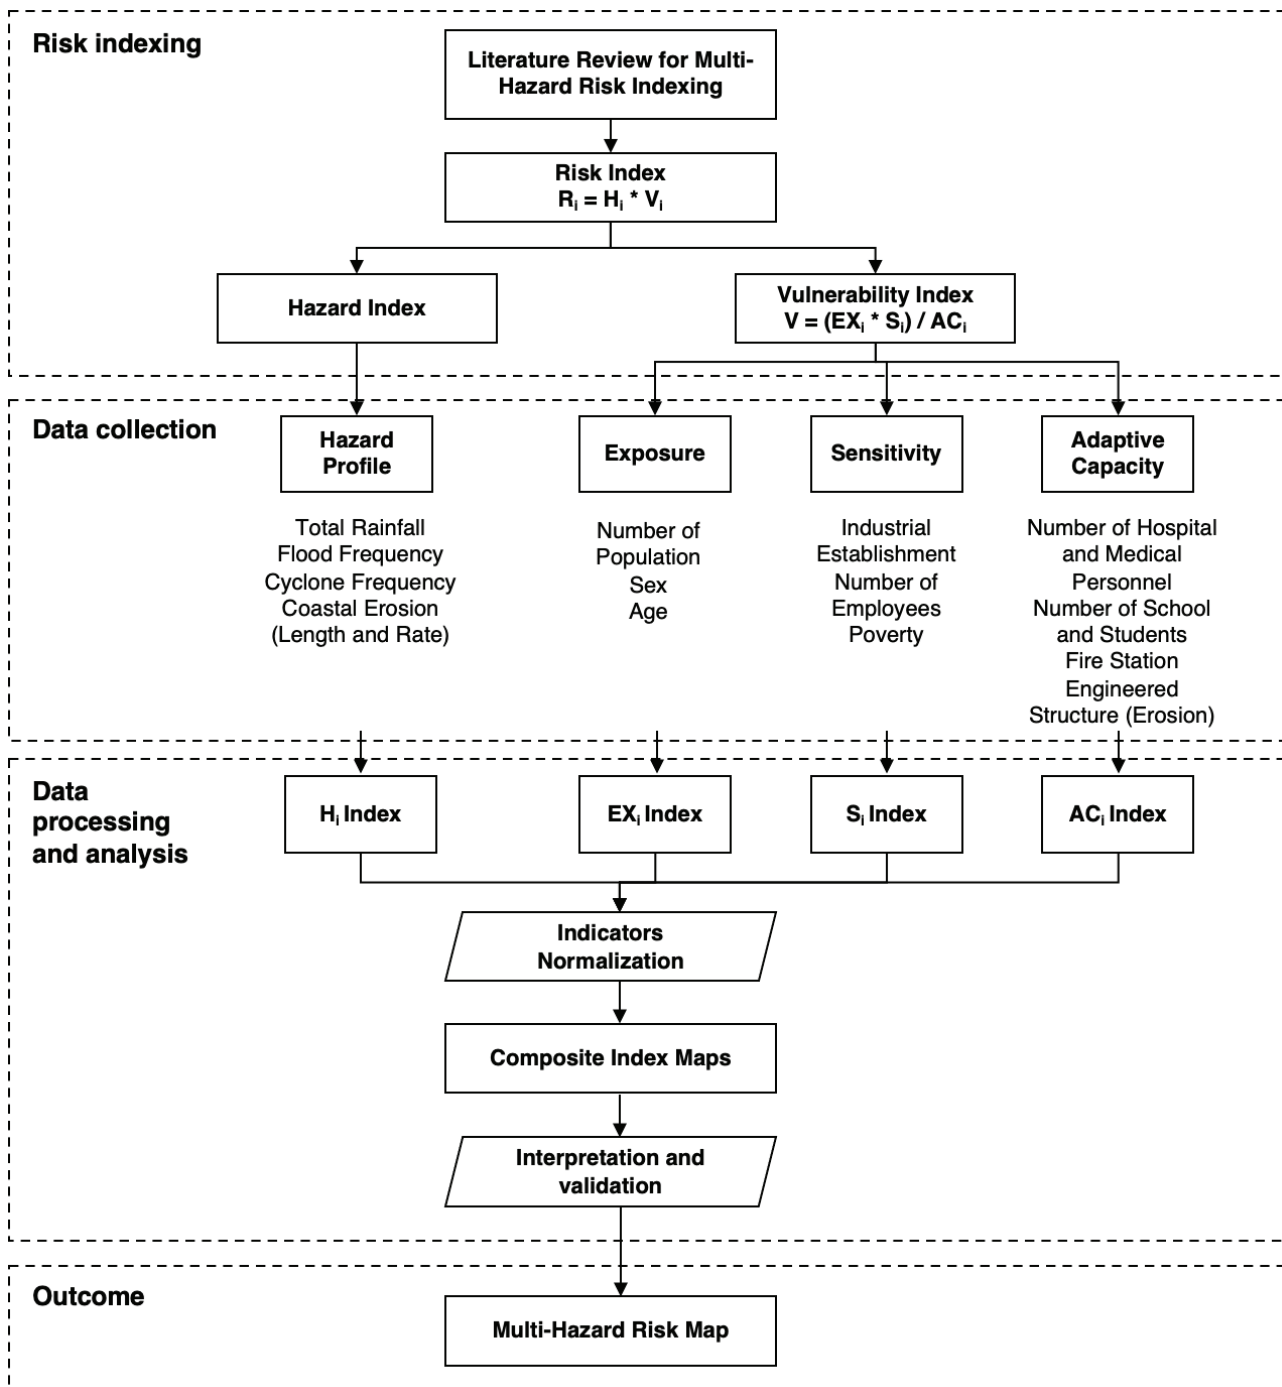 Risk indexing
Literature Review for Multi-
Hazard Risk Indexing
Risk Index
Rᵢ = Hᵢ * Vᵢ
Hazard Index
Vulnerability Index
V = (EXᵢ * Sᵢ) / ACᵢ
Data collection
Hazard
Profile
Total Rainfall
Flood Frequency
Cyclone Frequency
Coastal Erosion
(Length and Rate)
Exposure
Number of
Population
Sex
Age
Sensitivity
Industrial
Establishment
Number of
Employees
Poverty
Adaptive
Capacity
Number of Hospital
and Medical
Personnel
Number of School
and Students
Fire Station
Engineered
Structure (Erosion)
Data
processing
and analysis
Hᵢ Index
EXᵢ Index
Sᵢ Index
ACᵢ Index
Indicators
Normalization
Composite Index Maps
Interpretation and
validation
Outcome
Multi-Hazard Risk Map